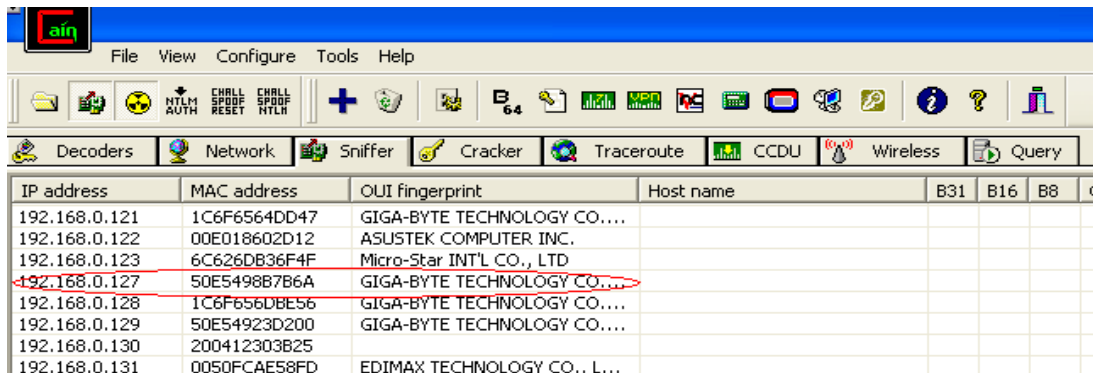 aín
File View Configure Tools Help
NTLM AUTH CHALL SPOOF RESET CHALL SPOOF NTLM B64
Decoders Network Sniffer Cracker Traceroute CCDU Wireless Query
IP address MAC address OUI fingerprint Host name B31 B16 B8
192.168.0.121 1C6F6564DD47 GIGA-BYTE TECHNOLOGY CO....
192.168.0.122 00E018602D12 ASUSTEK COMPUTER INC.
192.168.0.123 6C626DB36F4F Micro-Star INT'L CO., LTD
192.168.0.127 50E5498B7B6A GIGA-BYTE TECHNOLOGY CO....
192.168.0.128 1C6F656DBE56 GIGA-BYTE TECHNOLOGY CO....
192.168.0.129 50E54923D200 GIGA-BYTE TECHNOLOGY CO....
192.168.0.130 200412303B25
192.168.0.131 0050FCAE58FD EDIMAX TECHNOLOGY CO., L...